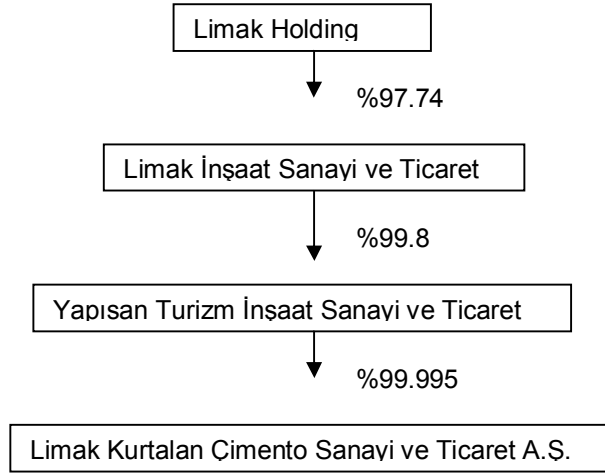 Limak Holding
%97.74
Limak İnşaat Sanayi ve Ticaret
%99.8
Yapısan Turizm İnşaat Sanayi ve Ticaret
%99.995
Limak Kurtalan Çimento Sanayi ve Ticaret A.Ş.